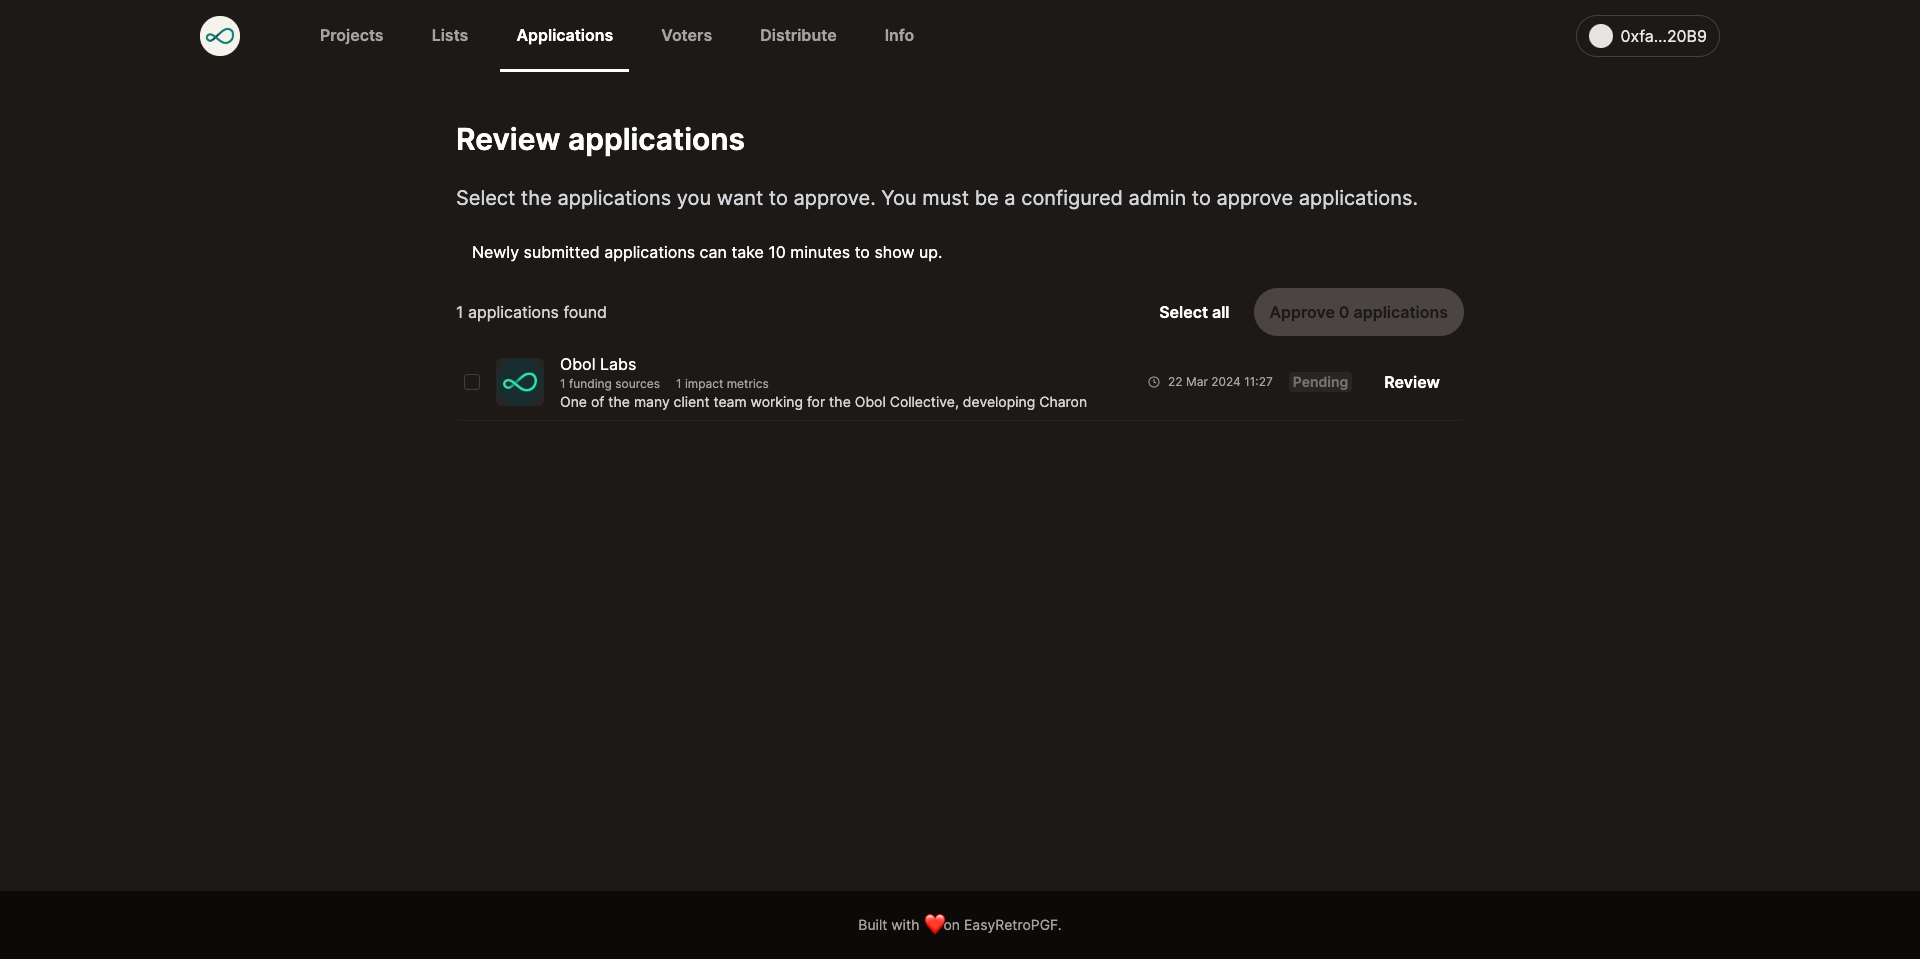 Projects
Lists
Applications
Voters
Distribute
Info
0xfa...20B9
Review applications
Select the applications you want to approve. You must be a configured admin to approve applications.
Newly submitted applications can take 10 minutes to show up.
1 applications found
Select all
Approve 0 applications
Obol Labs
1 funding sources
1 impact metrics
One of the many client team working for the Obol Collective, developing Charon
22 Mar 2024 11:27
Pending
Review
Built with ❤️on EasyRetroPGF.